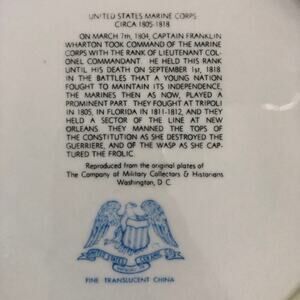 UNITED STATES MARINE CORPS
CIRCA 1805-1818
ON MARCH 7th, 1804, CAPTAIN FRANKLIN
WHARTON TOOK COMMAND OF THE MARINE
CORPS WITH THE RANK OF LIEUTENANT COL-
ONEL COMMANDANT. HE HELD THIS RANK
UNTIL HIS DEATH ON SEPTEMBER 1st, 1818.
IN THE BATTLES THAT A YOUNG NATION
FOUGHT TO MAINTAIN ITS INDEPENDENCE,
THE MARINES THEN AS NOW, PLAYED A
PROMINENT PART. THEY FOUGHT AT TRIPOLI
IN 1805, IN FLORIDA IN 1811-1812, AND THEY
HELD A SECTOR OF THE LINE AT NEW
ORLEANS. THEY MANNED THE TOPS OF
THE CONSTITUTION AS SHE DESTROYED THE
GUERRIERE, AND OF THE WASP AS SHE CAP-
TURED THE FROLIC.
Reproduced from the original plates of
The Company of Military Collectors & Historians
Washington, D.C.
UNITED STATES CERAMIC
FINE TRANSLUCENT CHINA